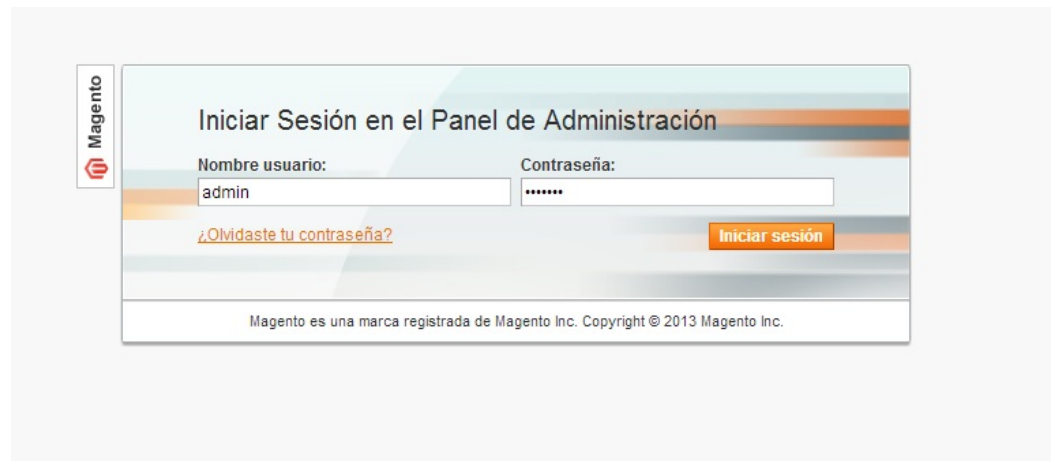 Magento
Iniciar Sesión en el Panel de Administración
Nombre usuario:
Contraseña:
admin
•••••••
¿Olvidaste tu contraseña?
Iniciar sesión
Magento es una marca registrada de Magento Inc. Copyright © 2013 Magento Inc.